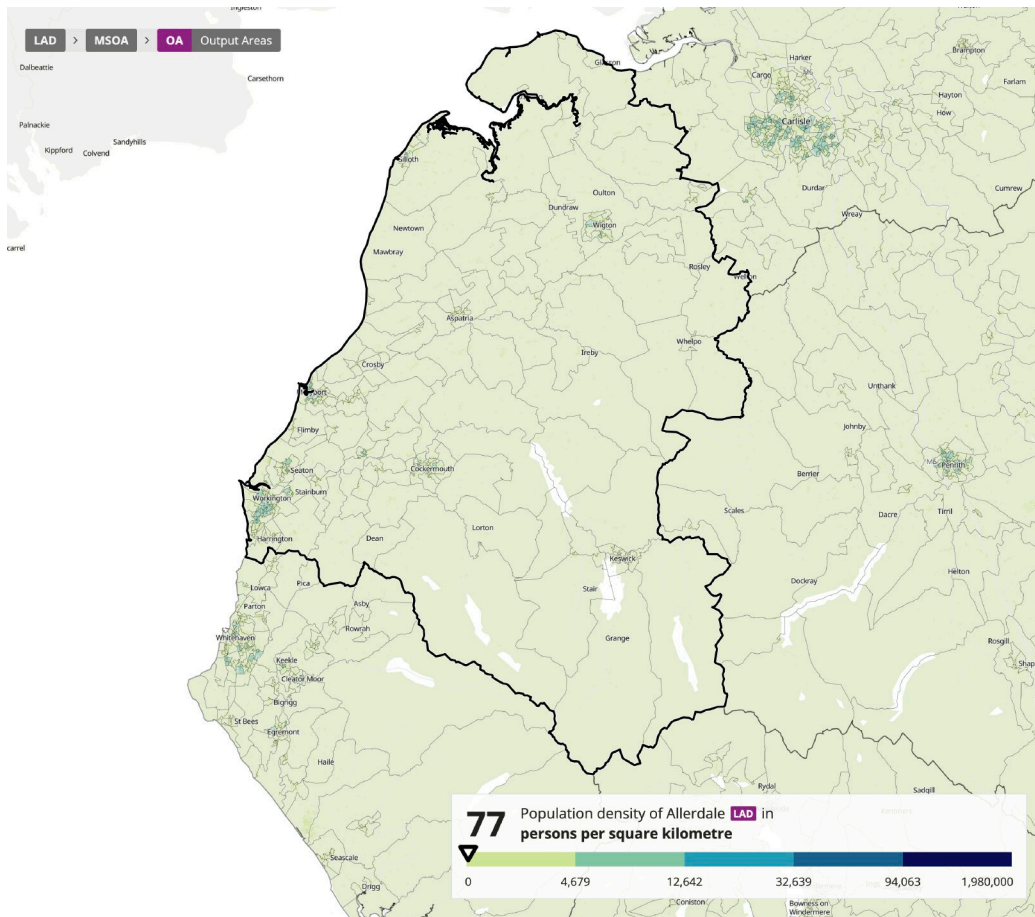 Ingleston
LAD > MSOA > OA Output Areas
Dalbeattie
Carsethorn
Palnackie
Sandyhills
Kippford
Colvend
Glasson
Harker
Cargo
M6
Brampton
Farlam
Hayton
How
Carlisle
Silloth
Durdar
Cumrew
Oulton
Dundraw
Wreay
Newtown
Wigton
carrel
Mawbray
Rosley
Welton
Aspatria
Whelpo
Ireby
Crosby
Unthank
Flimby
Johnby
Seaton
Cockermouth
M6
Penrith
Berrier
Workington
Stainburn
Scales
Dacre
Lorton
Harrington
Dean
Keswick
Helton
Lowca
Pica
Stair
Dockray
Parton
Asby
Rowrah
Whitehaven
Grange
Rosgill
Keekle
Shap
Cleator Moor
Bigrigg
St Bees
Egremont
Haile
Rydal
Sadgill
77 Population density of Allerdale LAD in
persons per square kilometre
0 4,679 12,642 32,639 94,063 1,980,000
Seascale
Drigg
Coniston
Bowness on
Windermere